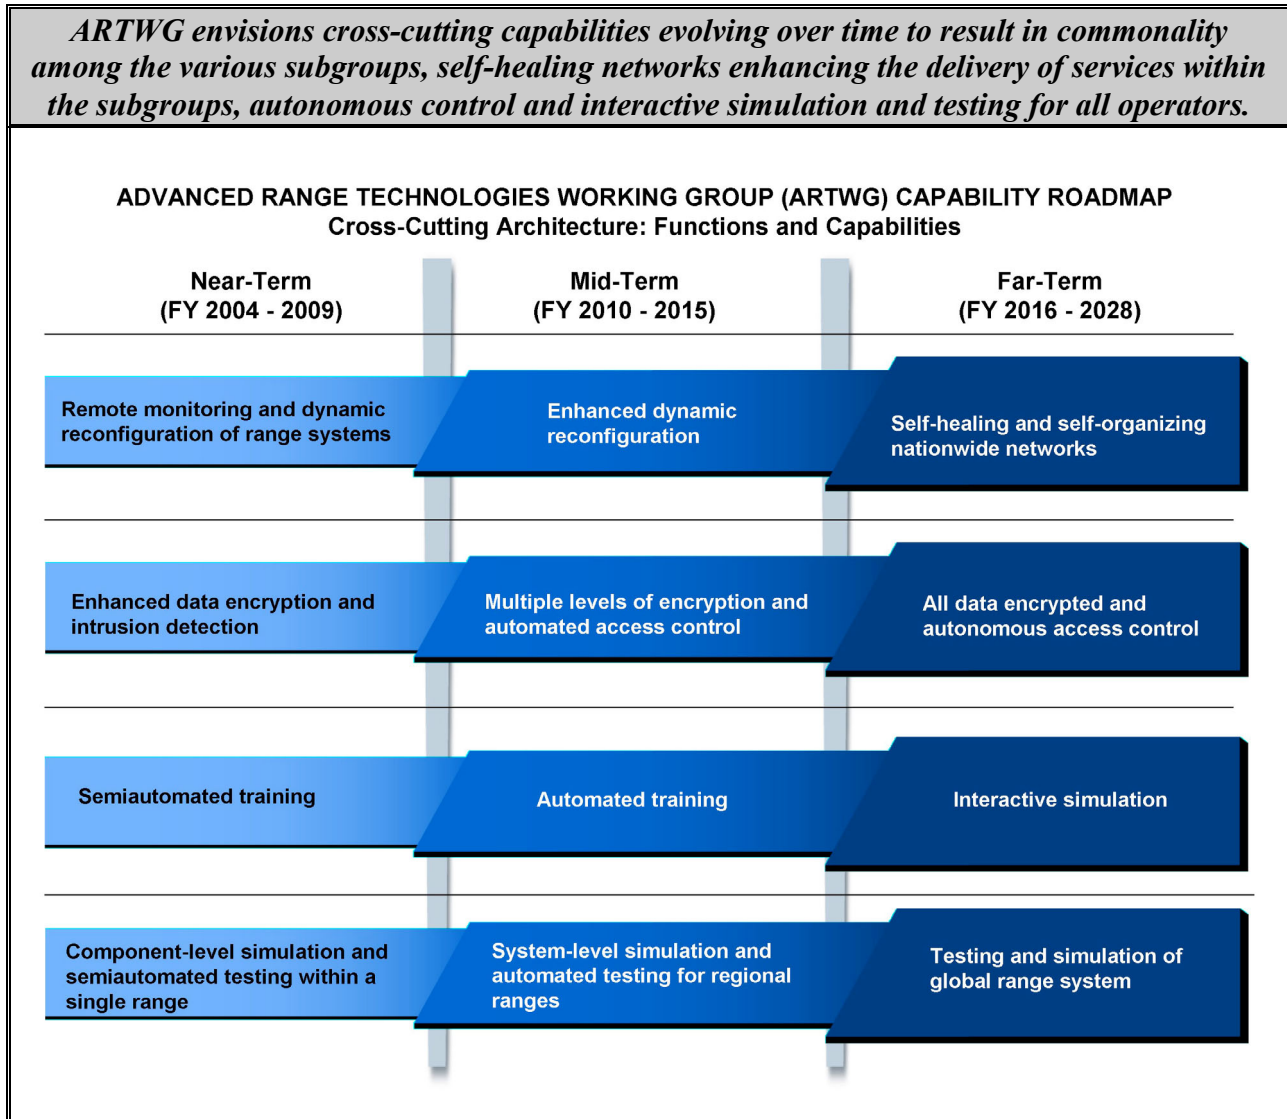 ARTWG envisions cross-cutting capabilities evolving over time to result in commonality
among the various subgroups, self-healing networks enhancing the delivery of services within
the subgroups, autonomous control and interactive simulation and testing for all operators.
ADVANCED RANGE TECHNOLOGIES WORKING GROUP (ARTWG) CAPABILITY ROADMAP
Cross-Cutting Architecture: Functions and Capabilities
Near-Term
(FY 2004 - 2009)
Mid-Term
(FY 2010 - 2015)
Far-Term
(FY 2016 - 2028)
Remote monitoring and dynamic
reconfiguration of range systems
Enhanced dynamic
reconfiguration
Self-healing and self-organizing
nationwide networks
Enhanced data encryption and
intrusion detection
Multiple levels of encryption and
automated access control
All data encrypted and
autonomous access control
Semiautomated training
Automated training
Interactive simulation
Component-level simulation and
semiautomated testing within a
single range
System-level simulation and
automated testing for regional
ranges
Testing and simulation of
global range system